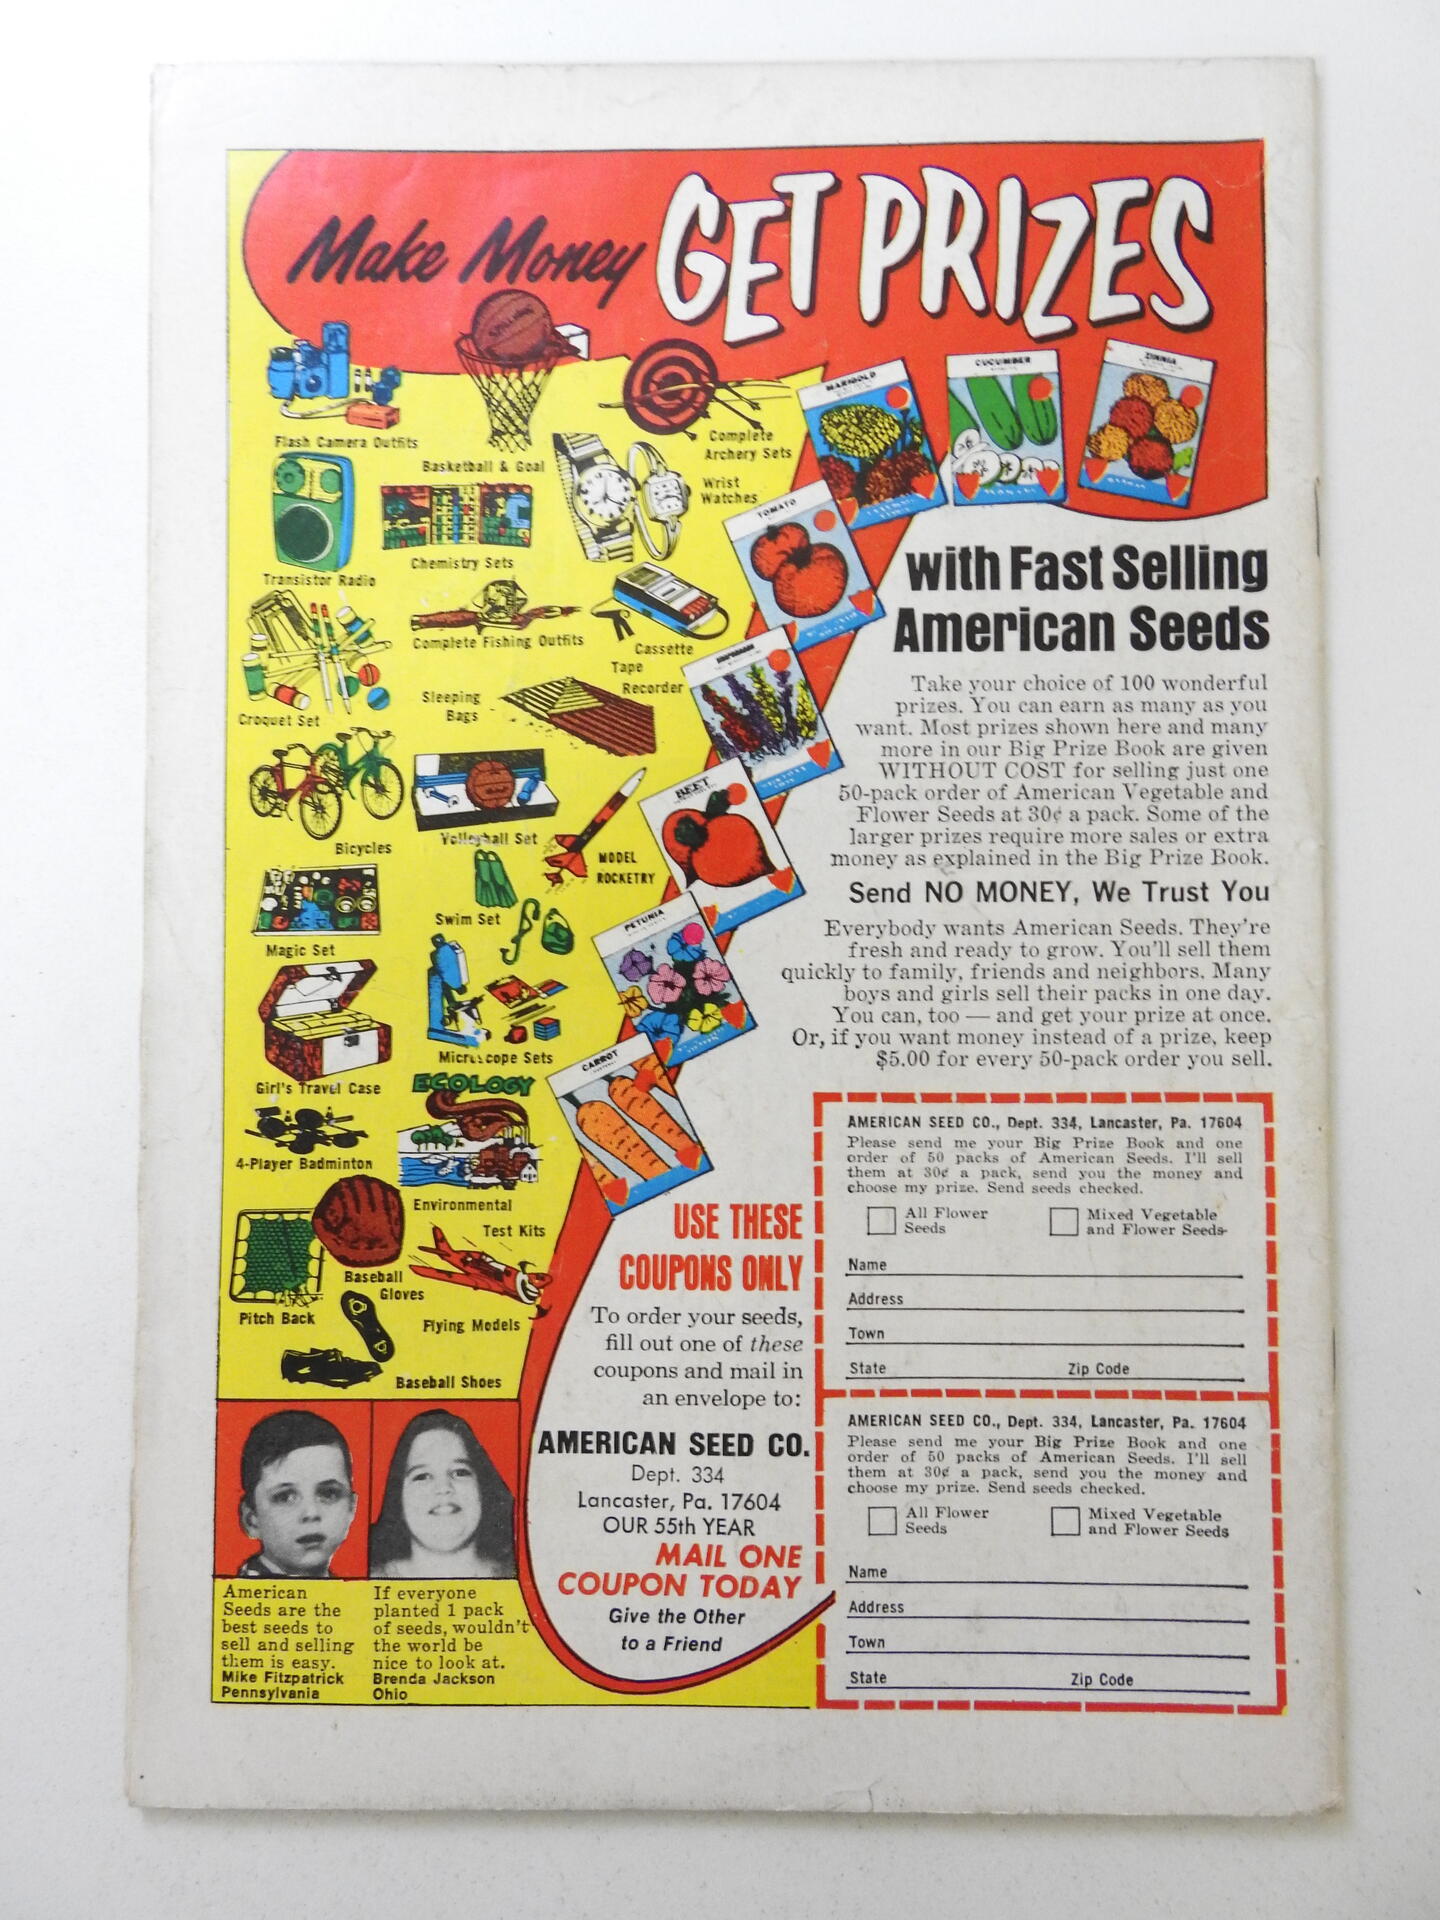 Make Money GET PRIZES
Flash Camera Outfits
Basketball & Goal
Complete
Archery Sets
Wrist
Watches
Transistor Radio
Chemistry Sets
Complete Fishing Outfits
Cassette
Tape
Recorder
Croquet Set
Sleeping
Bags
Bicycles
Volleyball Set
MODEL
ROCKETRY
Magic Set
Swim Set
Girl's Travel Case
Microscope Sets
ECOLOGY
4-Player Badminton
Environmental
Test Kits
Baseball
Gloves
Pitch Back
Flying Models
Baseball Shoes
MARIGOLD
CUCUMBER
ZINNIA
TOMATO
BEET
PETUNIA
CARROT
with Fast Selling
American Seeds
Take your choice of 100 wonderful
prizes. You can earn as many as you
want. Most prizes shown here and many
more in our Big Prize Book are given
WITHOUT COST for selling just one
50-pack order of American Vegetable and
Flower Seeds at 30¢ a pack. Some of the
larger prizes require more sales or extra
money as explained in the Big Prize Book.
Send NO MONEY, We Trust You
Everybody wants American Seeds. They're
fresh and ready to grow. You'll sell them
quickly to family, friends and neighbors. Many
boys and girls sell their packs in one day.
You can, too — and get your prize at once.
Or, if you want money instead of a prize, keep
$5.00 for every 50-pack order you sell.
USE THESE
COUPONS ONLY
To order your seeds,
fill out one of these
coupons and mail in
an envelope to:
AMERICAN SEED CO.
Dept. 334
Lancaster, Pa. 17604
OUR 55th YEAR
MAIL ONE
COUPON TODAY
Give the Other
to a Friend
AMERICAN SEED CO., Dept. 334, Lancaster, Pa. 17604
Please send me your Big Prize Book and one
order of 50 packs of American Seeds. I'll sell
them at 30¢ a pack, send you the money and
choose my prize. Send seeds checked.
All Flower
Seeds
Mixed Vegetable
and Flower Seeds
Name
Address
Town
State Zip Code
AMERICAN SEED CO., Dept. 334, Lancaster, Pa. 17604
Please send me your Big Prize Book and one
order of 50 packs of American Seeds. I'll sell
them at 30¢ a pack, send you the money and
choose my prize. Send seeds checked.
All Flower
Seeds
Mixed Vegetable
and Flower Seeds
Name
Address
Town
State Zip Code
American
Seeds are the
best seeds to
sell and selling
them is easy.
Mike Fitzpatrick
Pennsylvania
If everyone
planted 1 pack
of seeds, wouldn't
the world be
nice to look at.
Brenda Jackson
Ohio